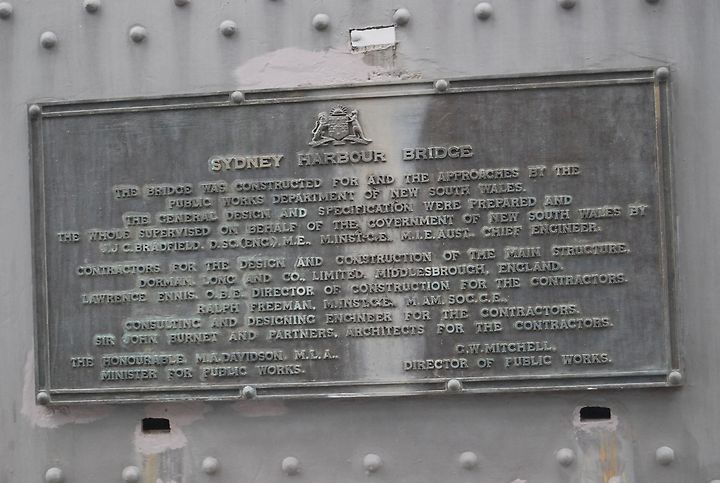 SYDNEY HARBOUR BRIDGE
THE BRIDGE WAS CONSTRUCTED FOR AND THE APPROACHES BY THE
PUBLIC WORKS DEPARTMENT OF NEW SOUTH WALES.
THE GENERAL DESIGN AND SPECIFICATION WERE PREPARED AND
THE WHOLE SUPERVISED ON BEHALF OF THE GOVERNMENT OF NEW SOUTH WALES BY
J.J.C. BRADFIELD, D.SC.(ENG.), M.E., M.INST.C.E., M.I.E.AUST., CHIEF ENGINEER.
CONTRACTORS FOR THE DESIGN AND CONSTRUCTION OF THE MAIN STRUCTURE,
DORMAN, LONG AND CO., LIMITED, MIDDLESBROUGH, ENGLAND.
LAWRENCE ENNIS, O.B.E. DIRECTOR OF CONSTRUCTION FOR THE CONTRACTORS.
RALPH FREEMAN, M.INST.C.E., M.AM.SOC.C.E.,
CONSULTING AND DESIGNING ENGINEER FOR THE CONTRACTORS.
SIR JOHN BURNET AND PARTNERS, ARCHITECTS FOR THE CONTRACTORS.
THE HONOURABLE, M.A. DAVIDSON, M.L.A., C.W. MITCHELL,
MINISTER FOR PUBLIC WORKS. DIRECTOR OF PUBLIC WORKS.